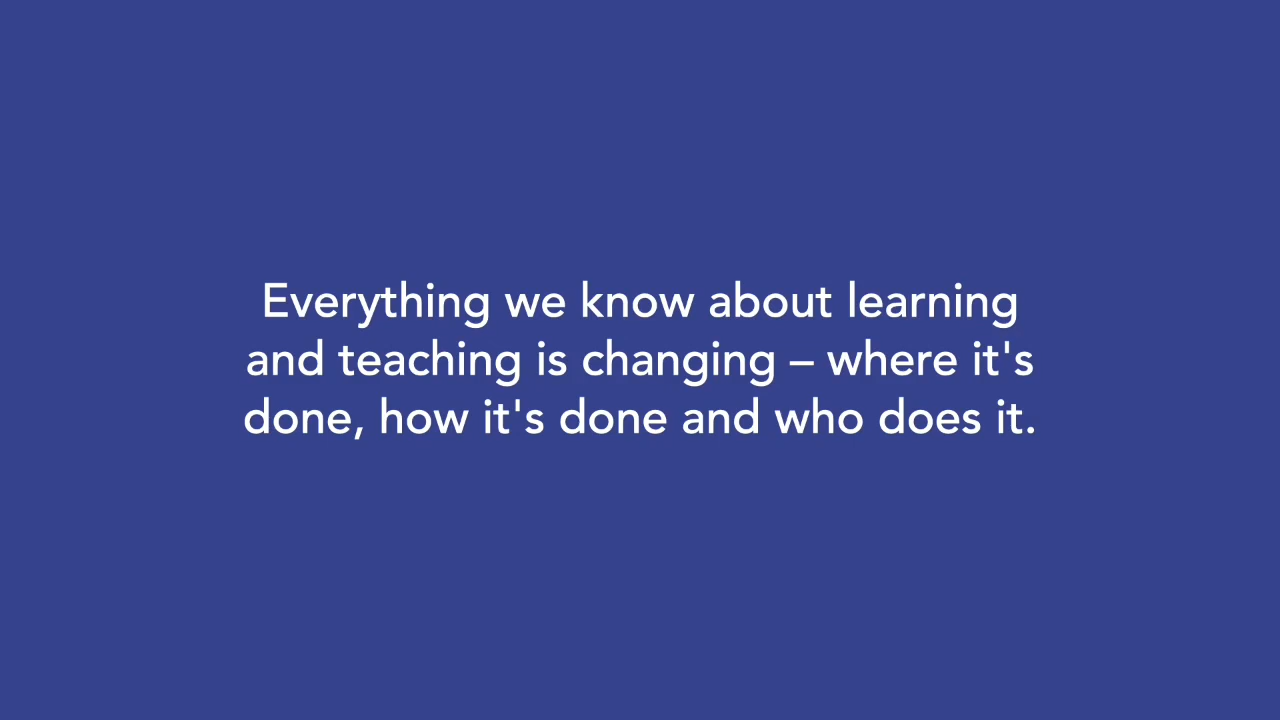 Everything we know about learning
and teaching is changing – where it's
done, how it's done and who does it.